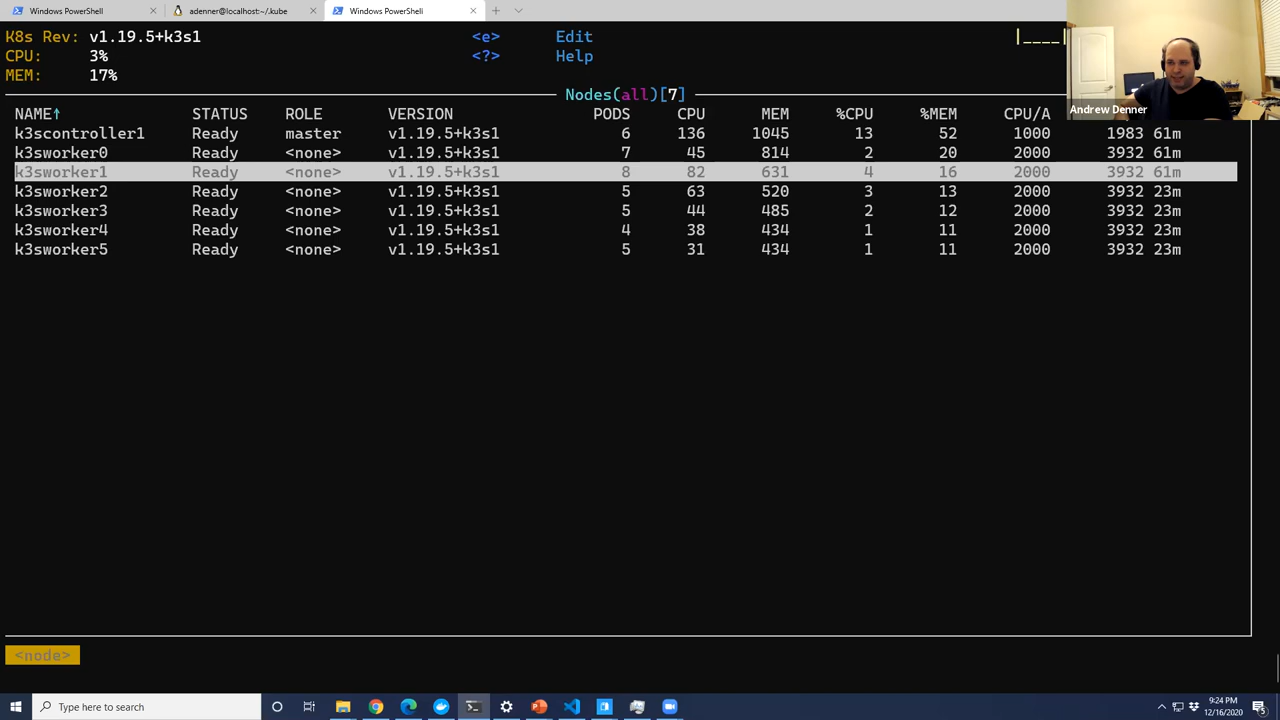 Windows PowerShell
adenner@localhost:~/.kube
Windows PowerShell
K8s Rev: v1.19.5+k3s1 <e> Edit |____|
CPU: 3% <?> Help
MEM: 17%
Andrew Denner
Nodes(all)[7]
NAME↑ STATUS ROLE VERSION PODS CPU MEM %CPU %MEM CPU/A
k3scontroller1 Ready master v1.19.5+k3s1 6 136 1045 13 52 1000 1983 61m
k3sworker0 Ready <none> v1.19.5+k3s1 7 45 814 2 20 2000 3932 61m
k3sworker1 Ready <none> v1.19.5+k3s1 8 82 631 4 16 2000 3932 61m
k3sworker2 Ready <none> v1.19.5+k3s1 5 63 520 3 13 2000 3932 23m
k3sworker3 Ready <none> v1.19.5+k3s1 5 44 485 2 12 2000 3932 23m
k3sworker4 Ready <none> v1.19.5+k3s1 4 38 434 1 11 2000 3932 23m
k3sworker5 Ready <none> v1.19.5+k3s1 5 31 434 1 11 2000 3932 23m
<node>
Type here to search
9:24 PM
12/16/2020
5